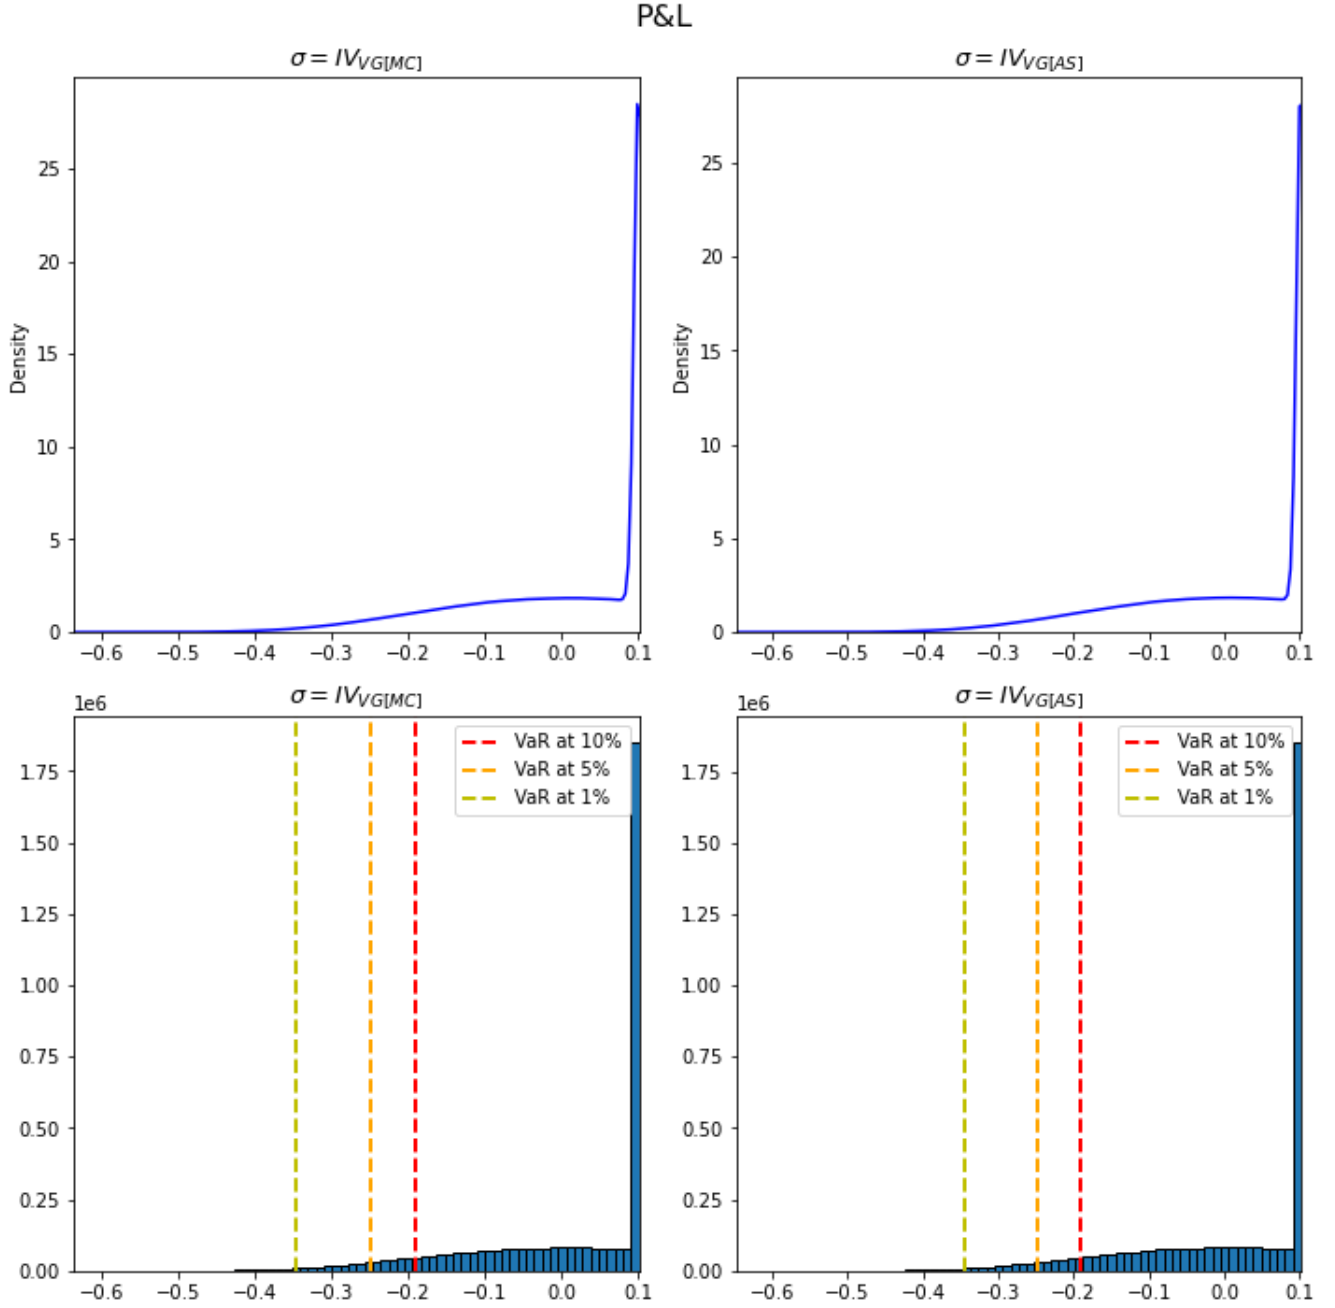 P&L
σ = IV_VG[MC]
Density
25
20
15
10
5
0
−0.6 −0.5 −0.4 −0.3 −0.2 −0.1 0.0 0.1
σ = IV_VG[AS]
Density
25
20
15
10
5
0
−0.6 −0.5 −0.4 −0.3 −0.2 −0.1 0.0 0.1
σ = IV_VG[MC]
1e6
VaR at 10%
VaR at 5%
VaR at 1%
1.75
1.50
1.25
1.00
0.75
0.50
0.25
0.00
−0.6 −0.5 −0.4 −0.3 −0.2 −0.1 0.0 0.1
σ = IV_VG[AS]
1e6
VaR at 10%
VaR at 5%
VaR at 1%
1.75
1.50
1.25
1.00
0.75
0.50
0.25
0.00
−0.6 −0.5 −0.4 −0.3 −0.2 −0.1 0.0 0.1